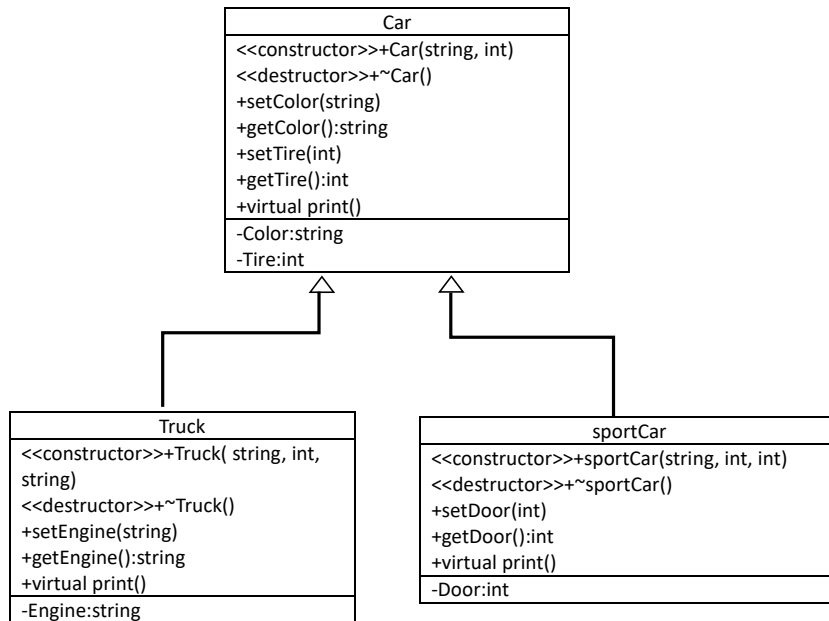 Car
<<constructor>>+Car(string, int)
<<destructor>>+~Car()
+setColor(string)
+getColor():string
+setTire(int)
+getTire():int
+virtual print()
-Color:string
-Tire:int
Truck
<<constructor>>+Truck( string, int,
string)
<<destructor>>+~Truck()
+setEngine(string)
+getEngine():string
+virtual print()
-Engine:string
sportCar
<<constructor>>+sportCar(string, int, int)
<<destructor>>+~sportCar()
+setDoor(int)
+getDoor():int
+virtual print()
-Door:int